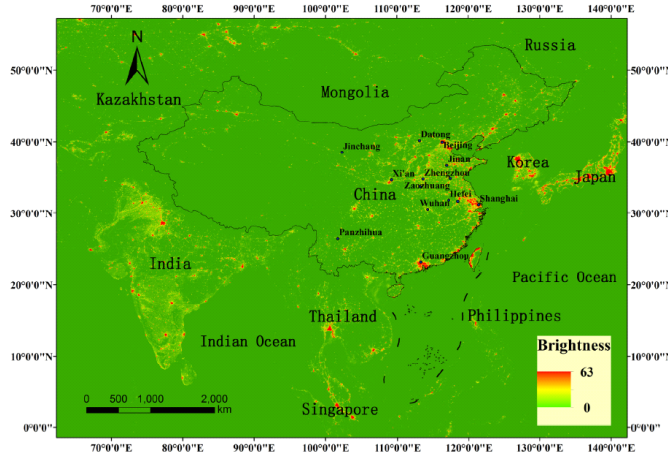 70°0'0"E 80°0'0"E 90°0'0"E 100°0'0"E 110°0'0"E 120°0'0"E 130°0'0"E 140°0'0"E
N
Russia
50°0'0"N 50°0'0"N
Kazakhstan Mongolia
40°0'0"N Datong 40°0'0"N
Jinchang Beijing
Jinan Korea
Xi'an Zhengzhou Japan
China Zaozhuang
30°0'0"N Wuhan Hefei Shanghai 30°0'0"N
Panzhihua
India Guangzhou
Pacific Ocean
20°0'0"N 20°0'0"N
Thailand Philippines
Indian Ocean
Brightness
10°0'0"N 10°0'0"N
63
0
0 500 1,000 2,000
km
Singapore
0°0'0"N 0°0'0"N
70°0'0"E 80°0'0"E 90°0'0"E 100°0'0"E 110°0'0"E 120°0'0"E 130°0'0"E 140°0'0"E